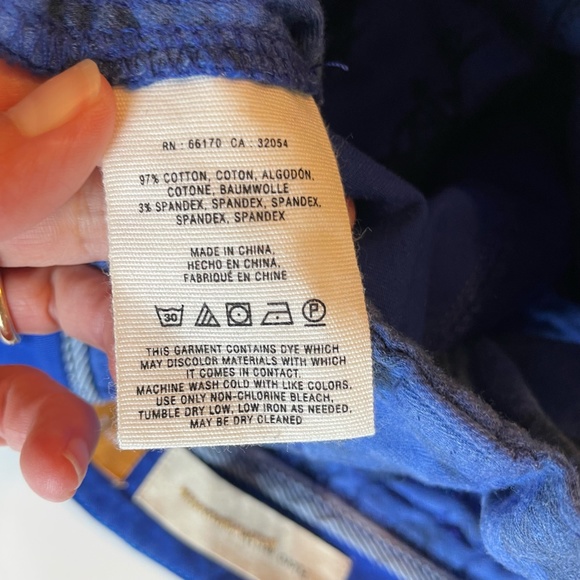 RN : 66170 CA : 32054
97% COTTON, COTON, ALGODÓN,
COTONE, BAUMWOLLE
3% SPANDEX, SPANDEX, SPANDEX,
SPANDEX, SPANDEX
MADE IN CHINA,
HECHO EN CHINA,
FABRIQUÉ EN CHINE
30 P
THIS GARMENT CONTAINS DYE WHICH
MAY DISCOLOR MATERIALS WITH WHICH
IT COMES IN CONTACT.
MACHINE WASH COLD WITH LIKE COLORS.
USE ONLY NON-CHLORINE BLEACH,
TUMBLE DRY LOW, LOW IRON AS NEEDED,
MAY BE DRY CLEANED